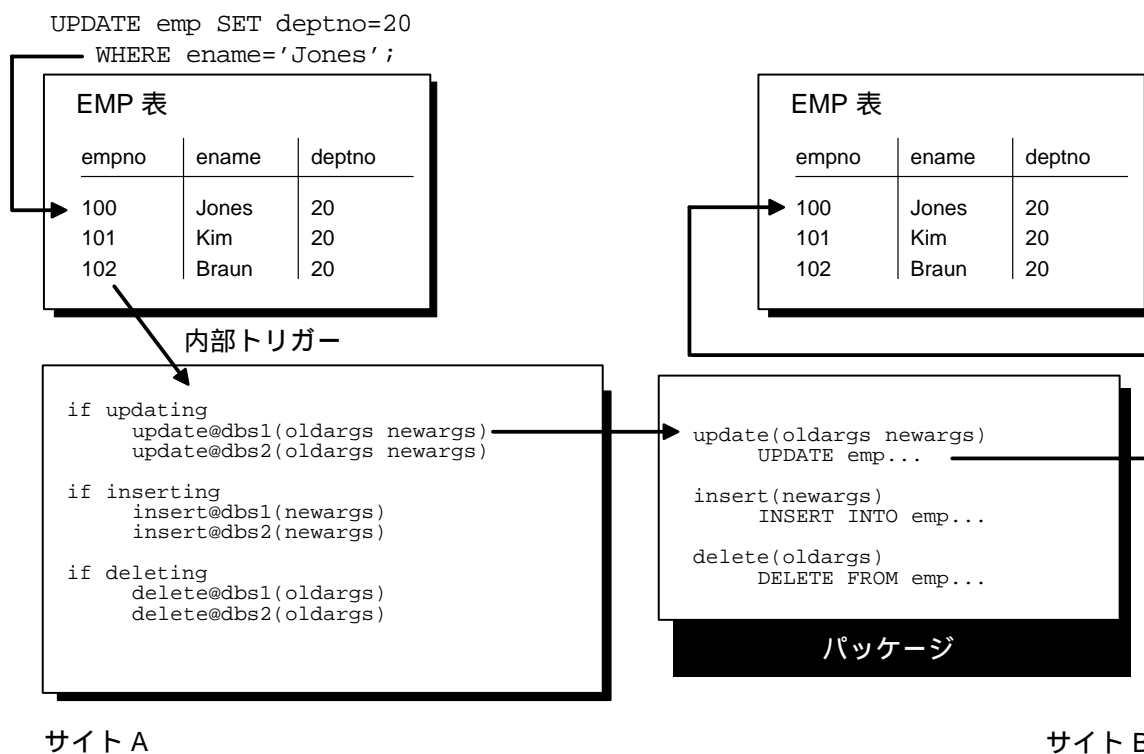 UPDATE emp SET deptno=20
WHERE ename='Jones';
EMP 表
empno ename deptno
100 Jones 20
101 Kim 20
102 Braun 20
内部トリガー
if updating
update@dbs1(oldargs newargs)
update@dbs2(oldargs newargs)
if inserting
insert@dbs1(newargs)
insert@dbs2(newargs)
if deleting
delete@dbs1(oldargs)
delete@dbs2(oldargs)
サイト A
EMP 表
empno ename deptno
100 Jones 20
101 Kim 20
102 Braun 20
update(oldargs newargs)
UPDATE emp...
insert(newargs)
INSERT INTO emp...
delete(oldargs)
DELETE FROM emp...
パッケージ
サイト B